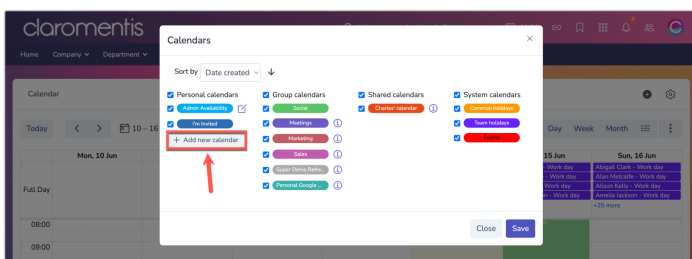 claromentis
3
Home Company Department
Calendars
Sort by Date created
Personal calendars Group calendars Shared calendars System calendars
Admin Availability Social Charles' calendar Common holidays
I'm Invited Meetings Team holidays
+ Add new calendar Marketing Events
Sales
Super Demo Refre...
Personal Google ...
Close Save
Calendar
Today 10 - 16 Day Week Month
Mon, 10 Jun 15 Jun Sun, 16 Jun
Full Day
- Work day Abigail Clark - Work day
- Work day Alan Metcalfe - Work day
Work day Alison Kelly - Work day
n - Work day Amelia Jackson - Work day
+25 more
08:00
09:00